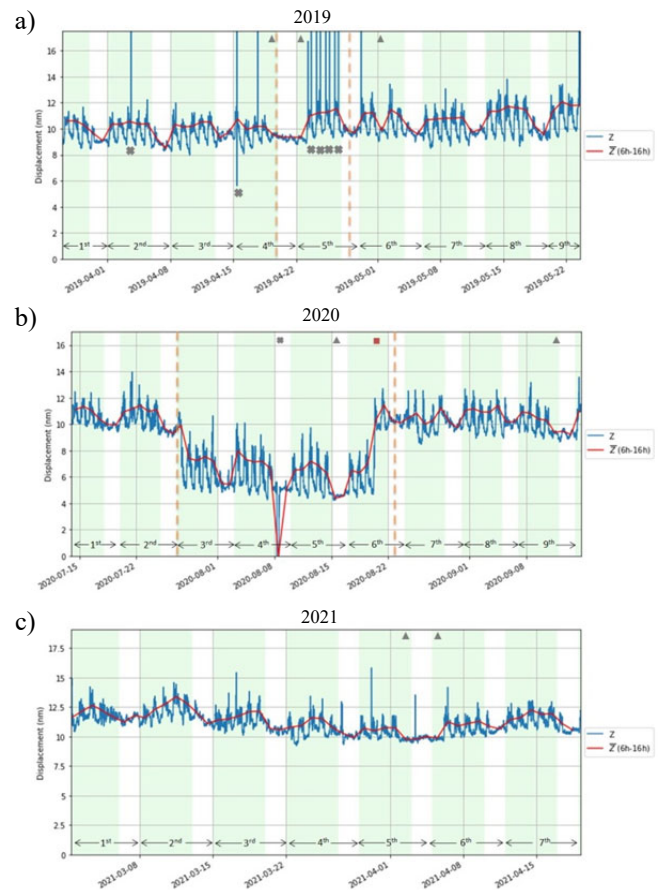 a)
2019
16
14
12
10
8
6
4
2
0
Displacement (nm)
1st 2nd 3rd 4th 5th 6th 7th 8th 9th
2019-04-01 2019-04-08 2019-04-15 2019-04-22 2019-05-01 2019-05-08 2019-05-15 2019-05-22
Z
Z̅ (6h-16h)
b)
2020
16
14
12
10
8
6
4
2
0
Displacement (nm)
1st 2nd 3rd 4th 5th 6th 7th 8th 9th
2020-07-15 2020-07-22 2020-08-01 2020-08-08 2020-08-15 2020-08-22 2020-09-01 2020-09-08
Z
Z̅ (6h-16h)
c)
2021
17.5
15.0
12.5
10
7.5
5.0
2.5
0
Displacement (nm)
1st 2nd 3rd 4th 5th 6th 7th
2021-03-08 2021-03-15 2021-03-22 2021-04-01 2021-04-08 2021-04-15
Z
Z̅ (6h-16h)